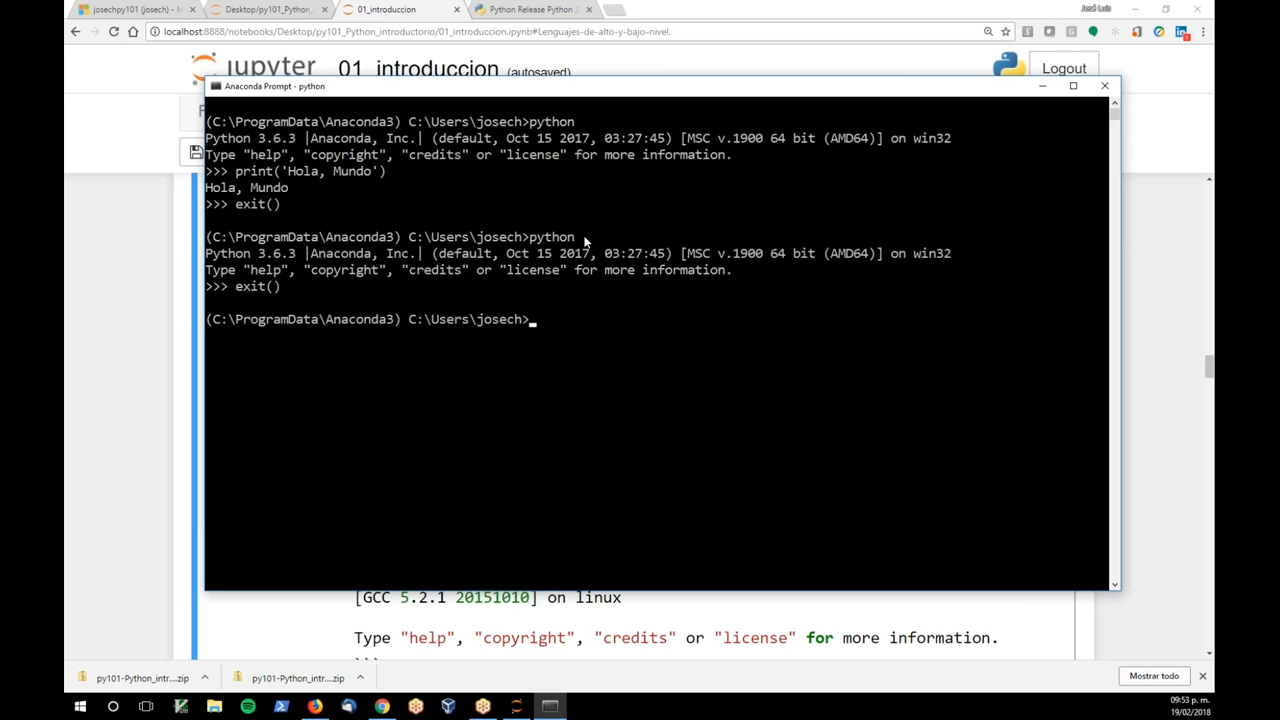 josechpy101 (josech) - M
Desktop/py101_Python_
01_introduccion
Python Release Python
José Luis
localhost:8888/notebooks/Desktop/py101_Python_introductorio/01_introduccion.ipynb#Lenguajes-de-alto-y-bajo-nivel.
jupyter 01_introduccion (autosaved)
Logout
Anaconda Prompt - python
(C:\ProgramData\Anaconda3) C:\Users\josech>python
Python 3.6.3 |Anaconda, Inc.| (default, Oct 15 2017, 03:27:45) [MSC v.1900 64 bit (AMD64)] on win32
Type "help", "copyright", "credits" or "license" for more information.
>>> print('Hola, Mundo')
Hola, Mundo
>>> exit()
(C:\ProgramData\Anaconda3) C:\Users\josech>python
Python 3.6.3 |Anaconda, Inc.| (default, Oct 15 2017, 03:27:45) [MSC v.1900 64 bit (AMD64)] on win32
Type "help", "copyright", "credits" or "license" for more information.
>>> exit()
(C:\ProgramData\Anaconda3) C:\Users\josech>
[GCC 5.2.1 20151010] on linux
Type "help", "copyright", "credits" or "license" for more information.
py101-Python_intr....zip
py101-Python_intr....zip
Mostrar todo
09:53 p. m.
19/02/2018